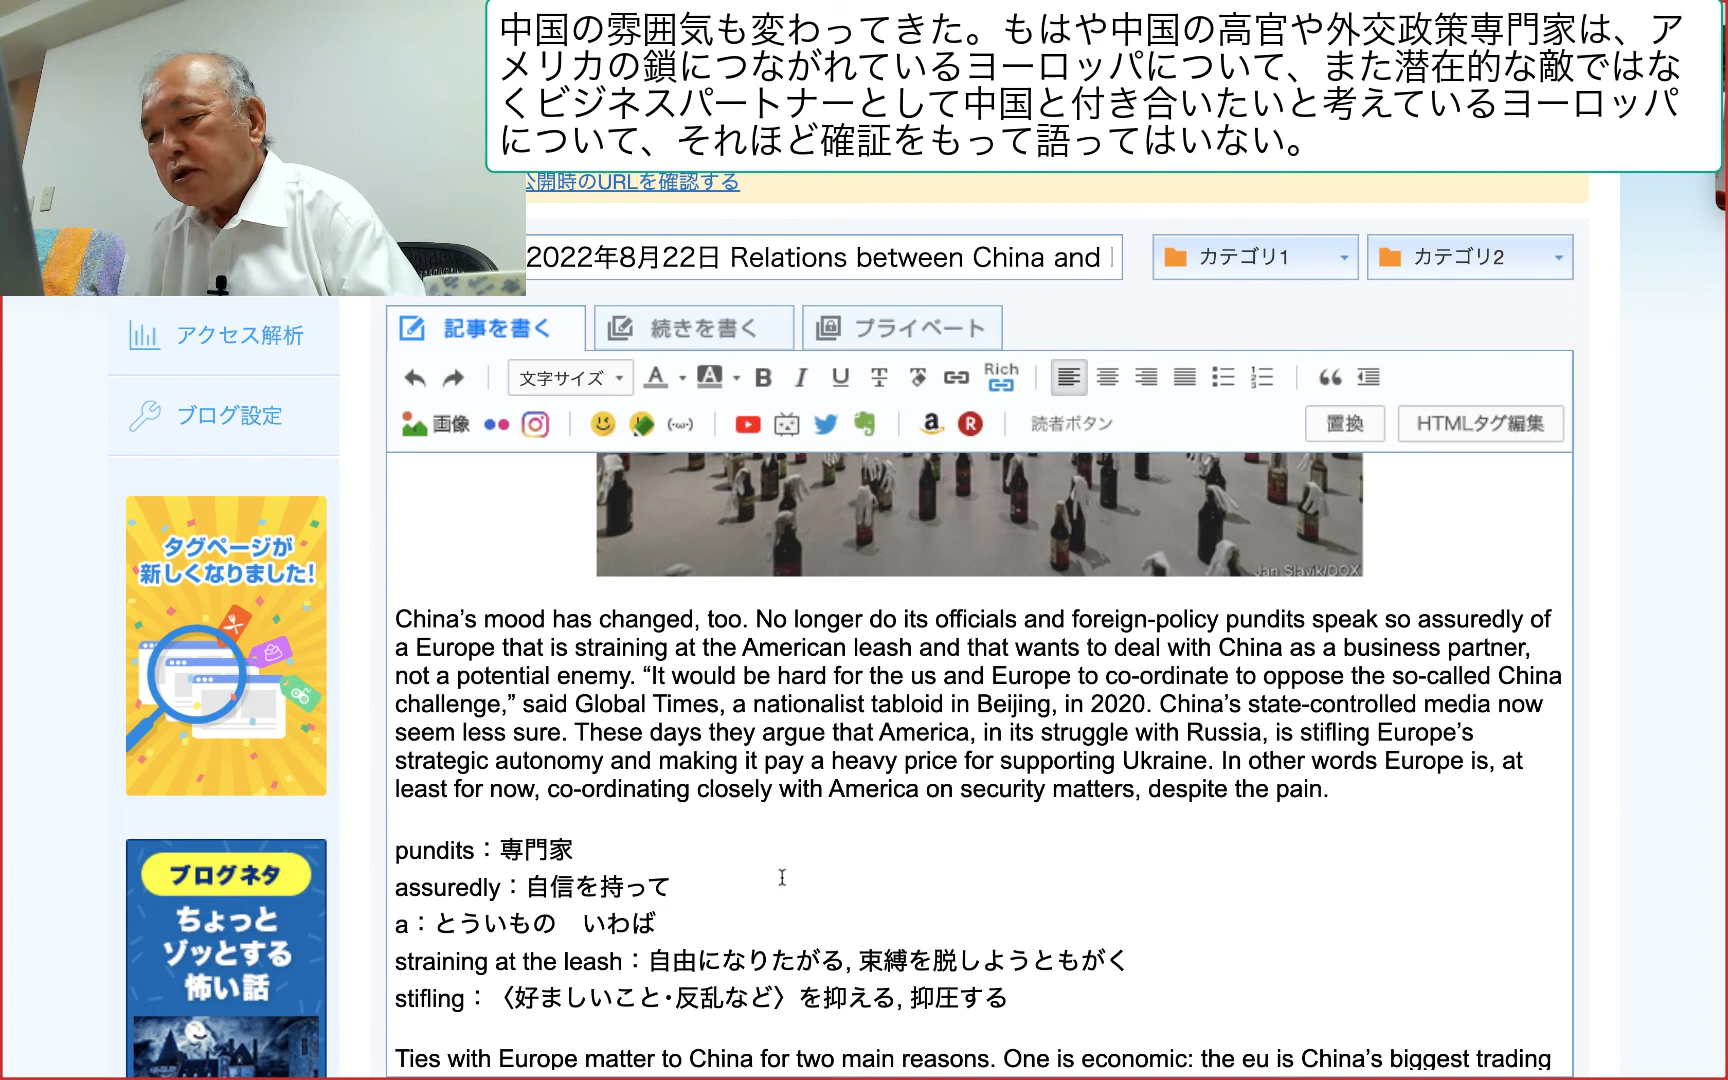 中国の雰囲気も変わってきた。もはや中国の高官や外交政策専門家は、ア
メリカの鎖につながれているヨーロッパについて、また潜在的な敵ではな
くビジネスパートナーとして中国と付き合いたいと考えているヨーロッパ
について、それほど確証をもって語ってはいない。
公開時のURLを確認する
2022年8月22日 Relations between China and
カテゴリ1
カテゴリ2
アクセス解析
ブログ設定
記事を書く
続きを書く
プライベート
文字サイズ
Rich
画像
読者ボタン
置換
HTMLタグ編集
タグページが
新しくなりました!
ブログネタ
ちょっと
ゾッとする
怖い話
Jan Slavik/DOX
China’s mood has changed, too. No longer do its officials and foreign-policy pundits speak so assuredly of
a Europe that is straining at the American leash and that wants to deal with China as a business partner,
not a potential enemy. “It would be hard for the us and Europe to co-ordinate to oppose the so-called China
challenge,” said Global Times, a nationalist tabloid in Beijing, in 2020. China’s state-controlled media now
seem less sure. These days they argue that America, in its struggle with Russia, is stifling Europe’s
strategic autonomy and making it pay a heavy price for supporting Ukraine. In other words Europe is, at
least for now, co-ordinating closely with America on security matters, despite the pain.
pundits：専門家
assuredly：自信を持って
a：とういもの　いわば
straining at the leash：自由になりたがる, 束縛を脱しようともがく
stifling：〈好ましいこと･反乱など〉を抑える, 抑圧する
Ties with Europe matter to China for two main reasons. One is economic: the eu is China’s biggest trading